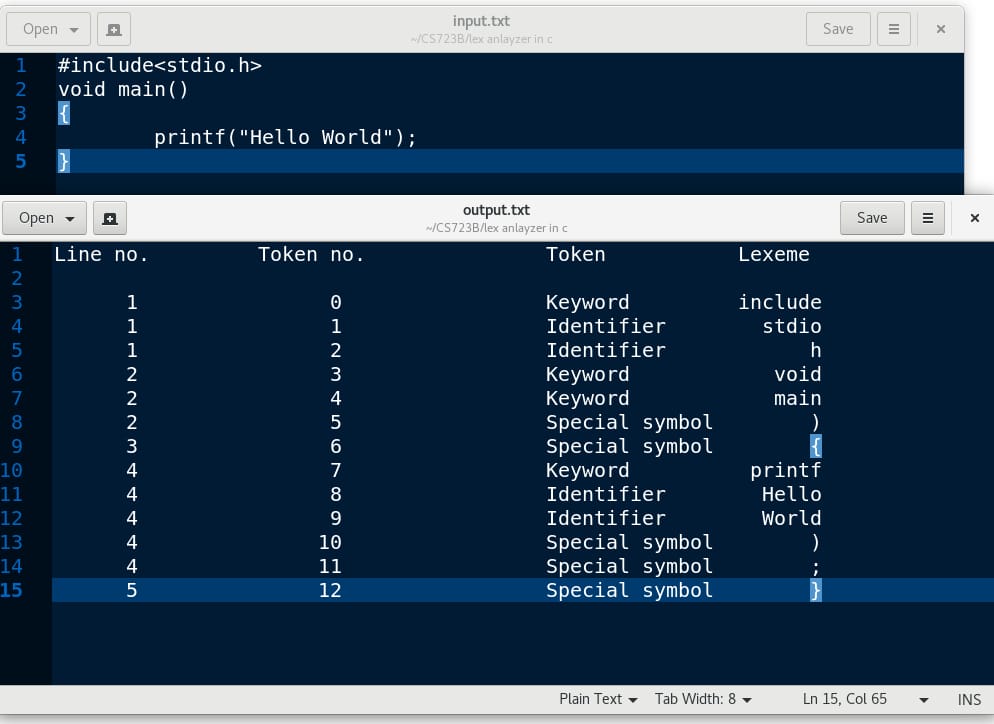 Open input.txt Save
~/CS723B/lex anlayzer in c
1 #include<stdio.h>
2 void main()
3 {
4 printf("Hello World");
5 }
Open output.txt Save
~/CS723B/lex anlayzer in c
1 Line no. Token no. Token Lexeme
2
3 1 0 Keyword include
4 1 1 Identifier stdio
5 1 2 Identifier h
6 2 3 Keyword void
7 2 4 Keyword main
8 2 5 Special symbol )
9 3 6 Special symbol {
10 4 7 Keyword printf
11 4 8 Identifier Hello
12 4 9 Identifier World
13 4 10 Special symbol )
14 4 11 Special symbol ;
15 5 12 Special symbol }
Plain Text Tab Width: 8 Ln 15, Col 65 INS